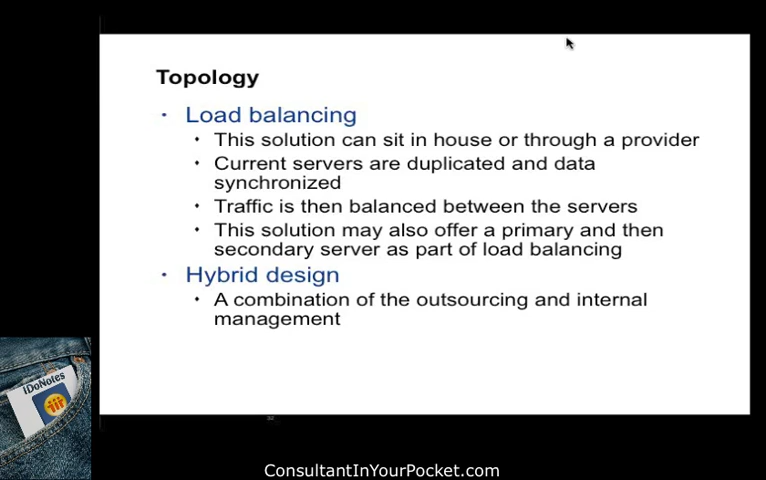 Topology
· Load balancing
· This solution can sit in house or through a provider
· Current servers are duplicated and data
synchronized
· Traffic is then balanced between the servers
· This solution may also offer a primary and then
secondary server as part of load balancing
· Hybrid design
· A combination of the outsourcing and internal
management
iDoNotes
ConsultantInYourPocket.com